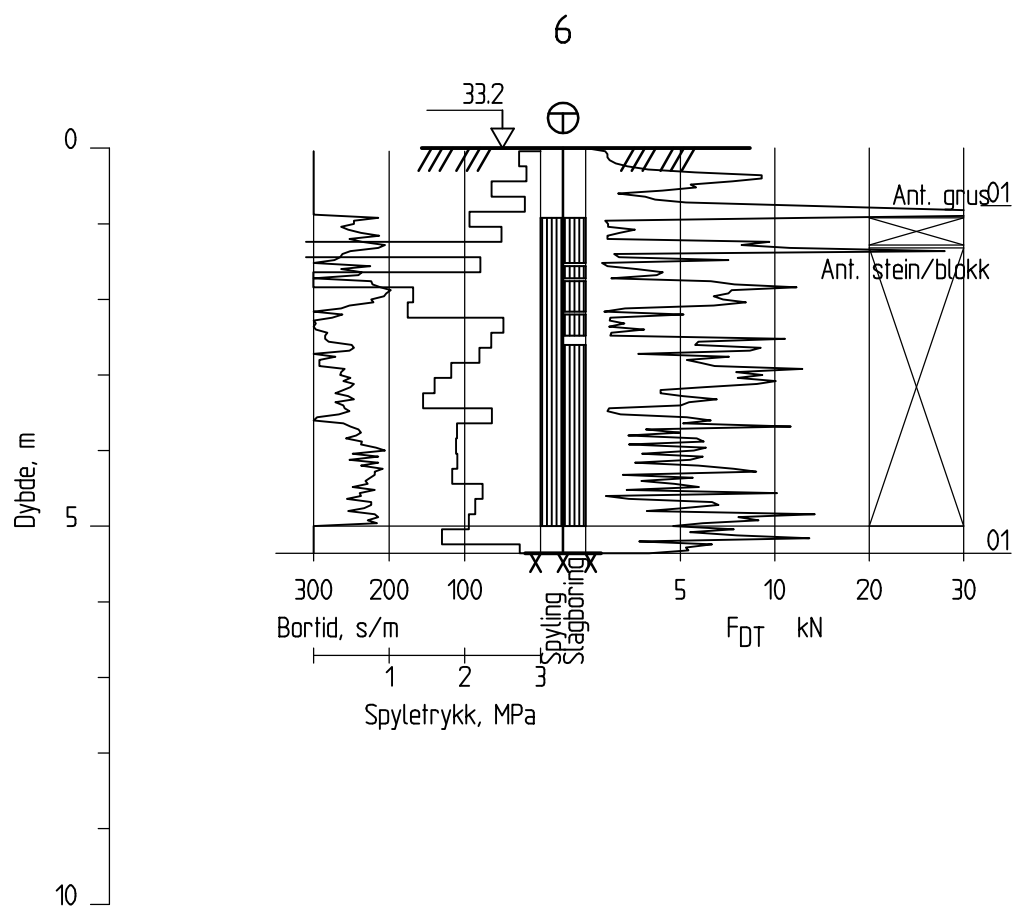 6
33.2
0
Ant. grus
01
Ant. stein/blokk
Dybde, m
5
01
300 200 100 5 10 20 30
Spyling
Slagboring
Bortid, s/m
FDT kN
1 2 3
Spyletrykk, MPa
10